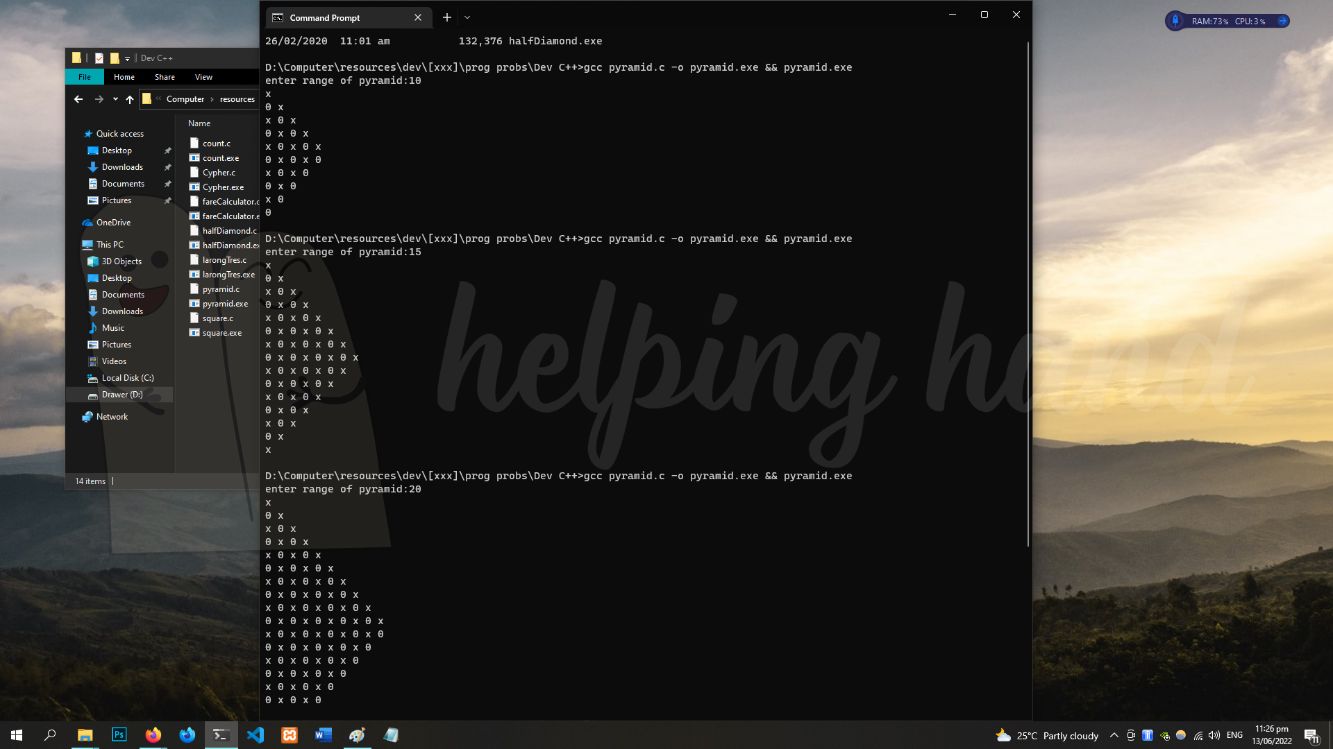 Command Prompt
RAM:73% CPU:3%
26/02/2020 11:01 am 132,376 halfDiamond.exe
D:\Computer\resources\dev\[xxx]\prog probs\Dev C++>gcc pyramid.c -o pyramid.exe && pyramid.exe
enter range of pyramid:10
x
0 x
x 0 x
0 x 0 x
x 0 x 0 x
0 x 0 x 0
x 0 x 0
0 x 0
x 0
0
D:\Computer\resources\dev\[xxx]\prog probs\Dev C++>gcc pyramid.c -o pyramid.exe && pyramid.exe
enter range of pyramid:15
x
0 x
x 0 x
0 x 0 x
x 0 x 0 x
0 x 0 x 0 x
x 0 x 0 x 0 x
0 x 0 x 0 x 0 x
x 0 x 0 x 0 x
0 x 0 x 0 x
x 0 x 0 x
0 x 0 x
x 0 x
0 x
x
D:\Computer\resources\dev\[xxx]\prog probs\Dev C++>gcc pyramid.c -o pyramid.exe && pyramid.exe
enter range of pyramid:20
x
0 x
x 0 x
0 x 0 x
x 0 x 0 x
0 x 0 x 0 x
x 0 x 0 x 0 x
0 x 0 x 0 x 0 x
x 0 x 0 x 0 x 0 x
0 x 0 x 0 x 0 x 0 x
x 0 x 0 x 0 x 0 x 0
0 x 0 x 0 x 0 x 0
x 0 x 0 x 0 x 0
0 x 0 x 0 x 0
x 0 x 0 x 0
0 x 0 x 0
Dev C++
File Home Share View
Computer resources
Name
Quick access
Desktop
Downloads
Documents
Pictures
OneDrive
This PC
3D Objects
Desktop
Documents
Downloads
Music
Pictures
Videos
Local Disk (C:)
Drawer (D:)
Network
count.c
count.exe
Cypher.c
Cypher.exe
fareCalculator.c
fareCalculator.e
halfDiamond.c
halfDiamond.ex
larongTres.c
larongTres.exe
pyramid.c
pyramid.exe
square.c
square.exe
14 items
helping hand
Ps
W
25°C Partly cloudy
ENG
11:26 pm
13/06/2022
11